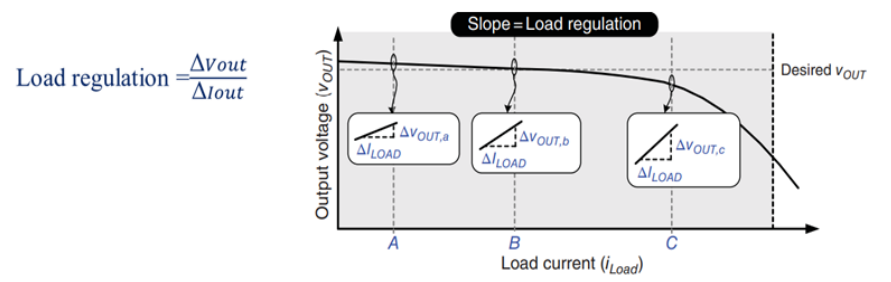 Load regulation = ΔVout / ΔIout
Slope = Load regulation
Output voltage (vOUT)
Desired vOUT
ΔvOUT,a
ΔILOAD
ΔvOUT,b
ΔILOAD
ΔvOUT,c
ΔILOAD
A
B
C
Load current (iLoad)